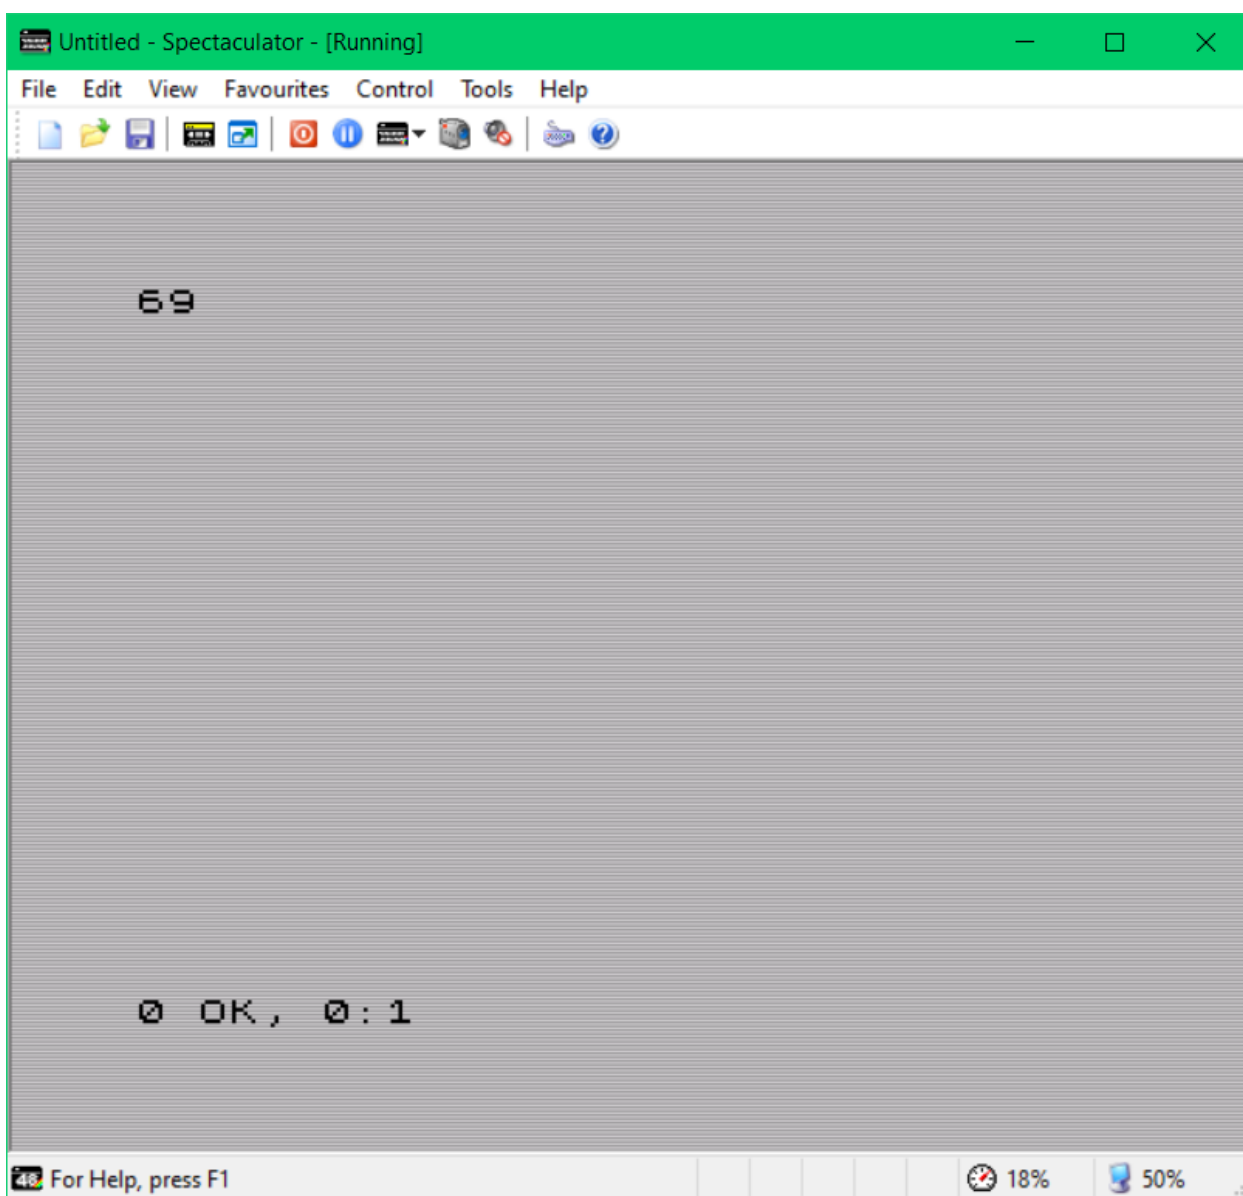 Untitled - Spectaculator - [Running]
File Edit View Favourites Control Tools Help
69
0 OK, 0:1
48 For Help, press F1 18% 50%